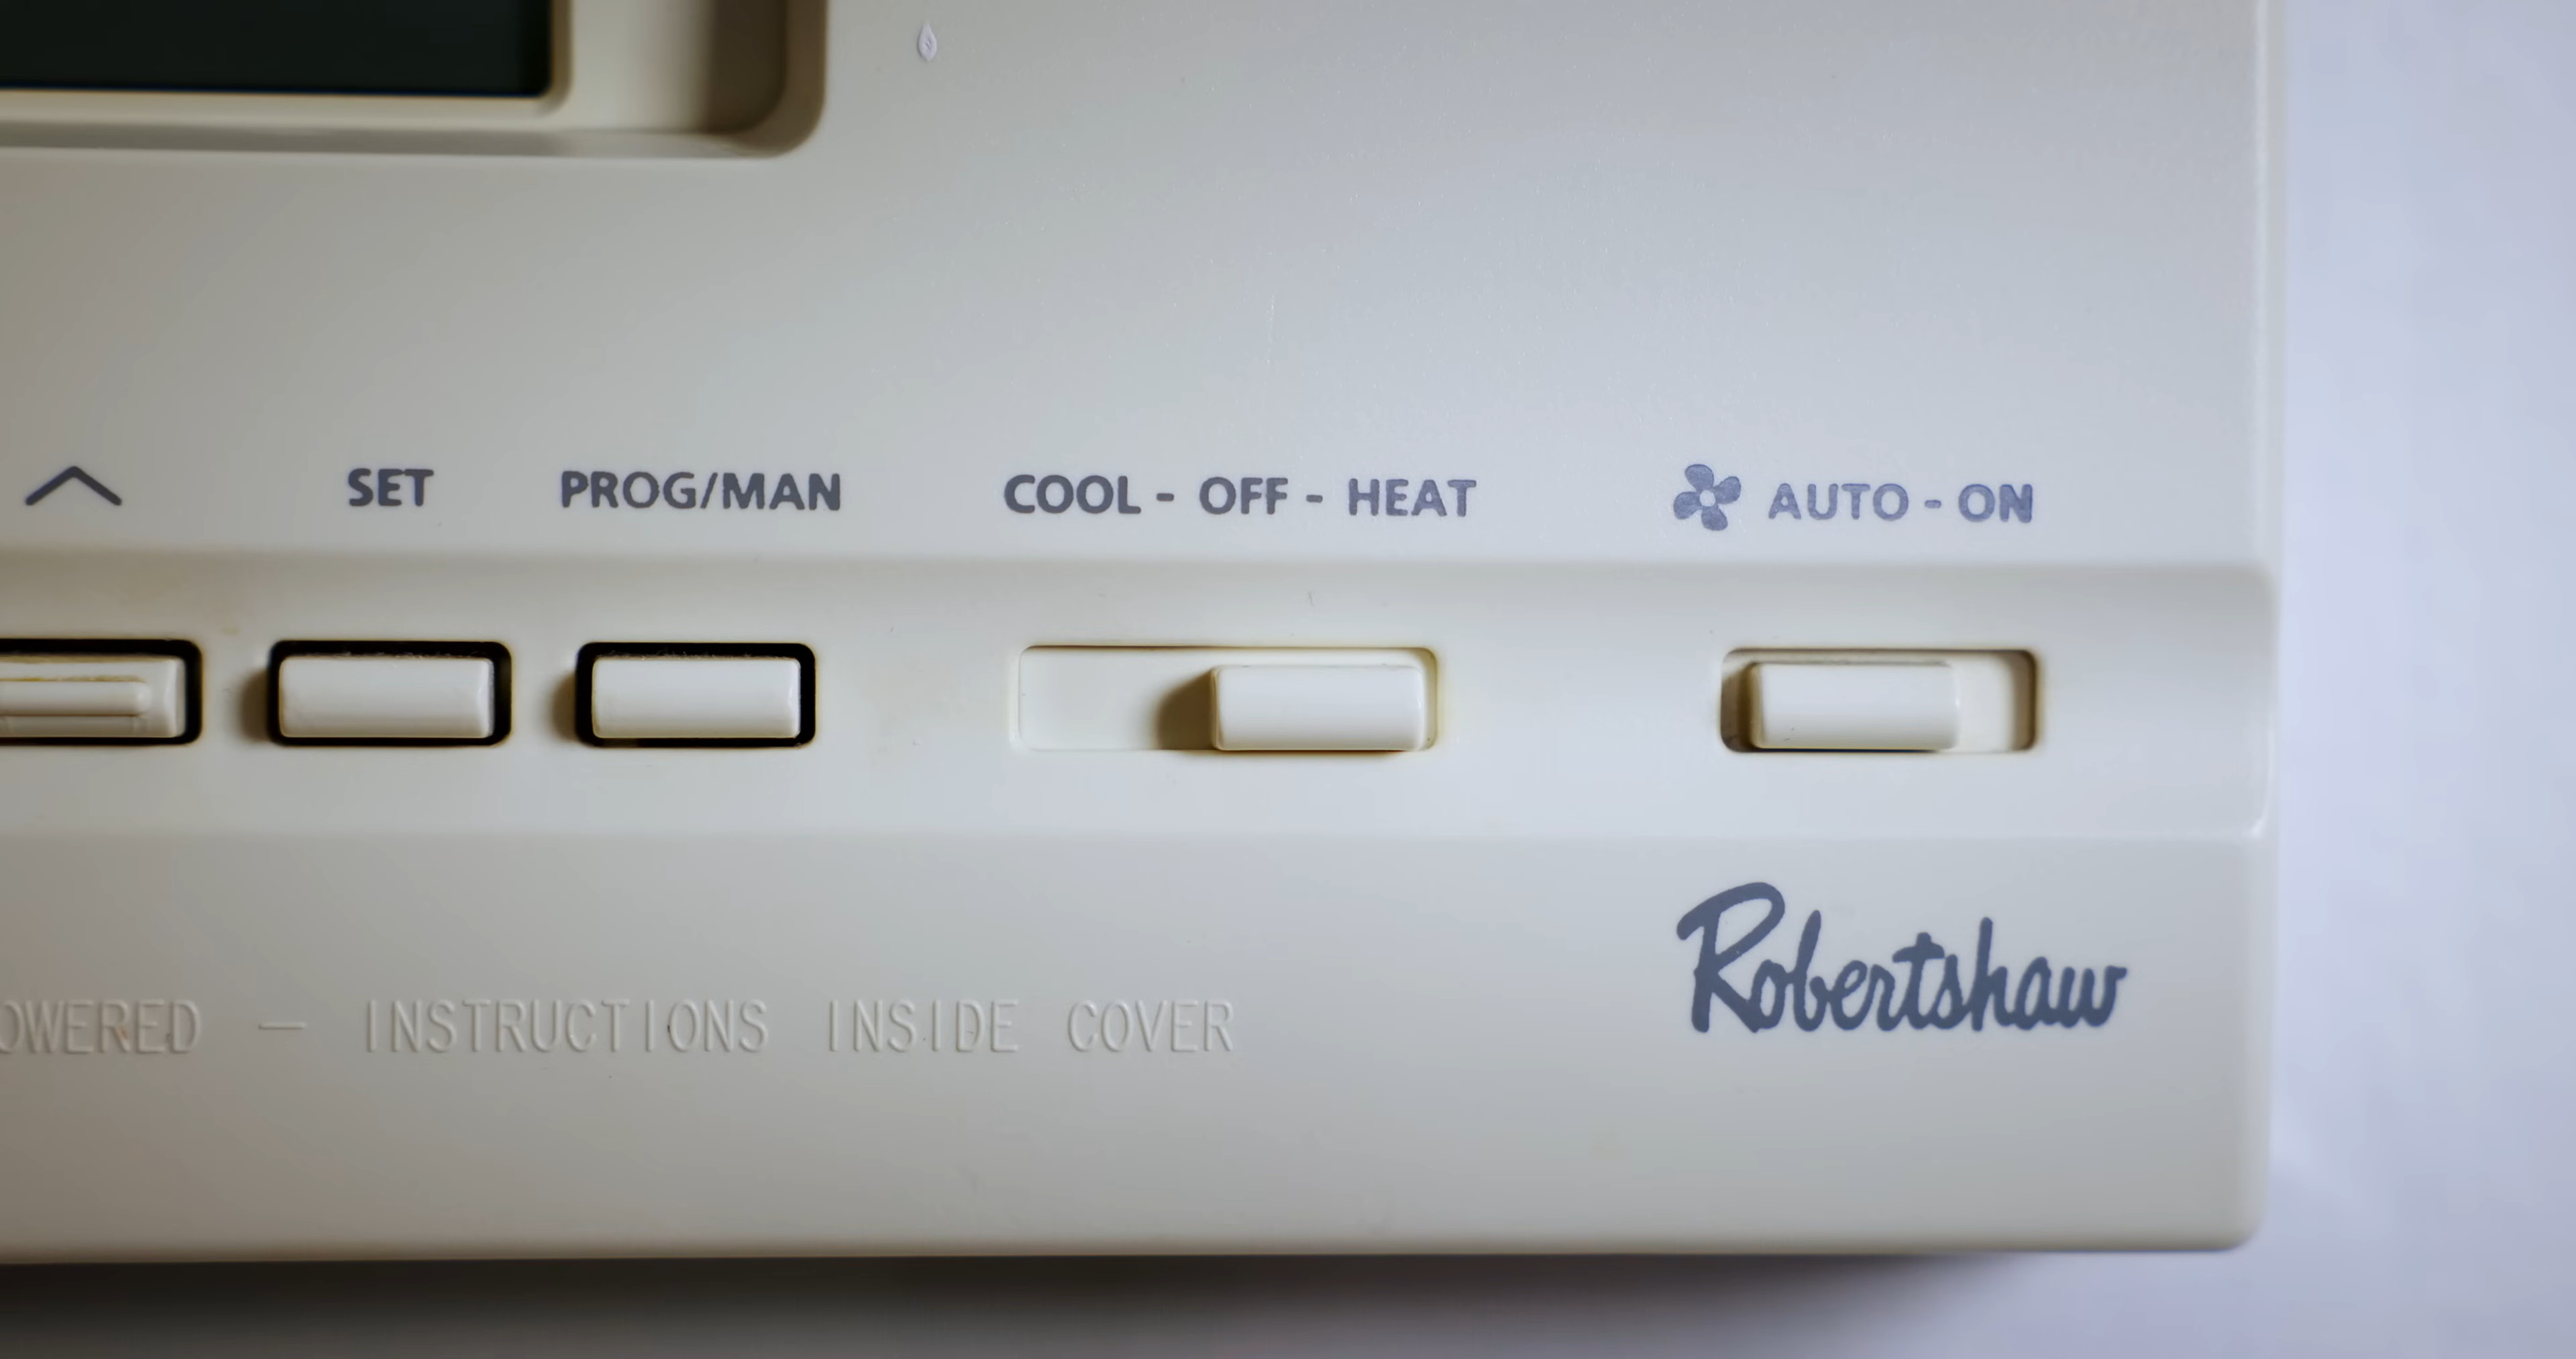 SET PROG/MAN COOL - OFF - HEAT AUTO - ON
Robertshaw
OWERED — INSTRUCTIONS INSIDE COVER